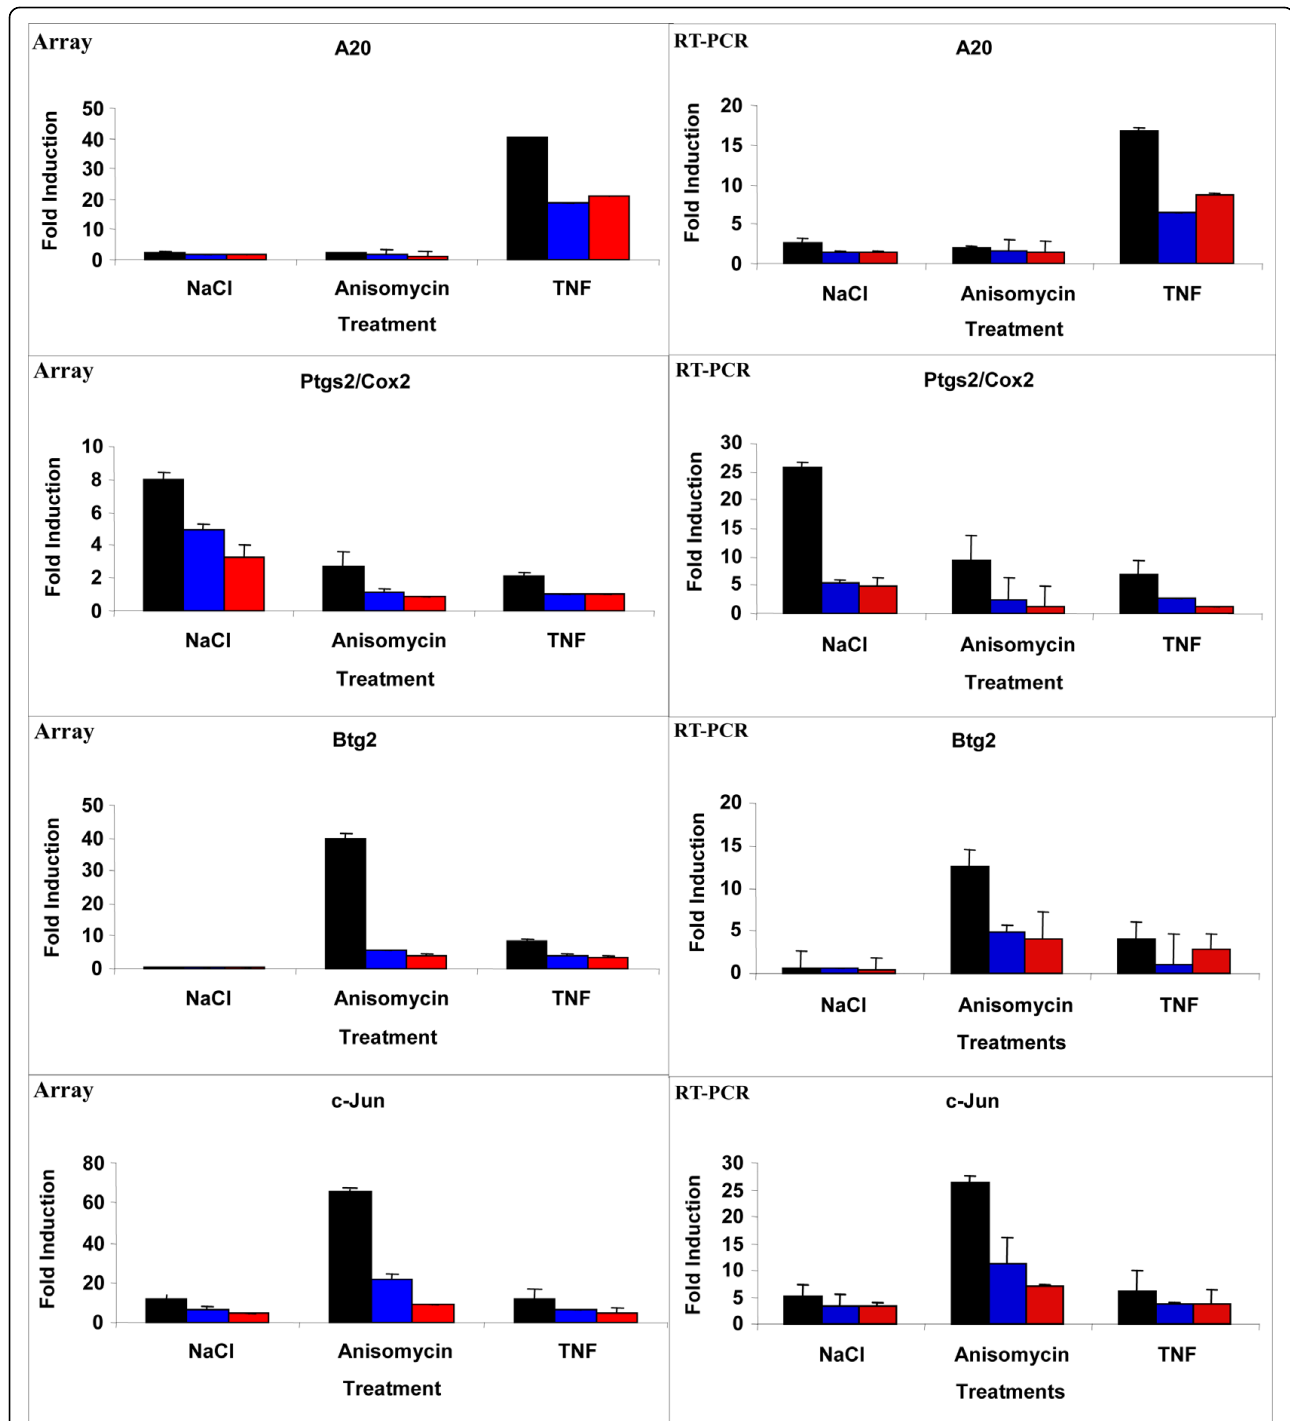 Array
A20
Fold Induction
50
40
30
20
10
0
NaCl
Anisomycin
TNF
Treatment
RT-PCR
A20
Fold Induction
20
15
10
5
0
NaCl
Anisomycin
TNF
Treatment
Array
Ptgs2/Cox2
Fold Induction
10
8
6
4
2
0
NaCl
Anisomycin
TNF
Treatment
RT-PCR
Ptgs2/Cox2
Fold Induction
30
25
20
15
10
5
0
NaCl
Anisomycin
TNF
Treatment
Array
Btg2
Fold Induction
50
40
30
20
10
0
NaCl
Anisomycin
TNF
Treatment
RT-PCR
Btg2
Fold Induction
20
15
10
5
0
NaCl
Anisomycin
TNF
Treatments
Array
c-Jun
Fold Induction
80
60
40
20
0
NaCl
Anisomycin
TNF
Treatment
RT-PCR
c-Jun
Fold Induction
30
25
20
15
10
5
0
NaCl
Anisomycin
TNF
Treatments